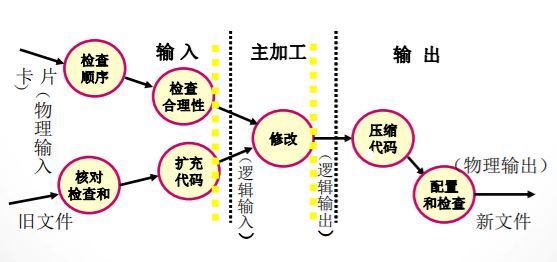 输入
主加工
输出
检查
顺序
卡片
（物理输入）
检查
合理性
修改
压缩
代码
核对
检查和
扩充
代码
（逻辑输入）
（逻辑输出）
配置
和检查
（物理输出）
旧文件
新文件